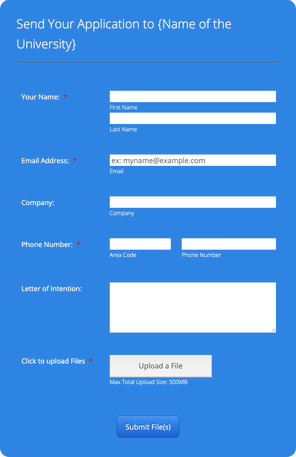 Send Your Application to {Name of the
University}
Your Name: *
First Name
Last Name
Email Address: *
ex: myname@example.com
Email
Company:
Company
Phone Number: *
Area Code Phone Number
Letter of Intention:
Click to upload Files *
Upload a File
Max Total Upload Size: 500MB
Submit File(s)